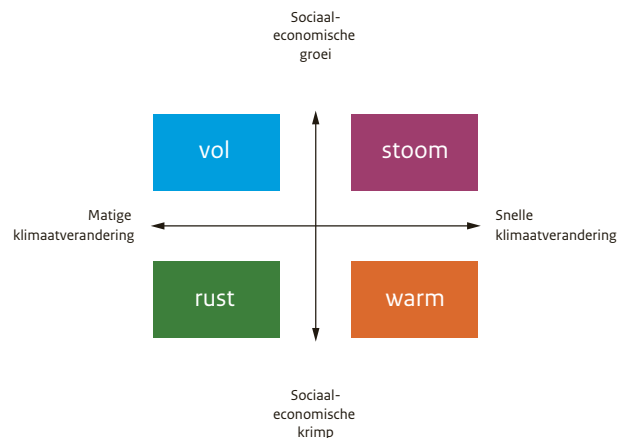 Sociaal-
economische
groei
vol
stoom
Matige
klimaatverandering
Snelle
klimaatverandering
rust
warm
Sociaal-
economische
krimp